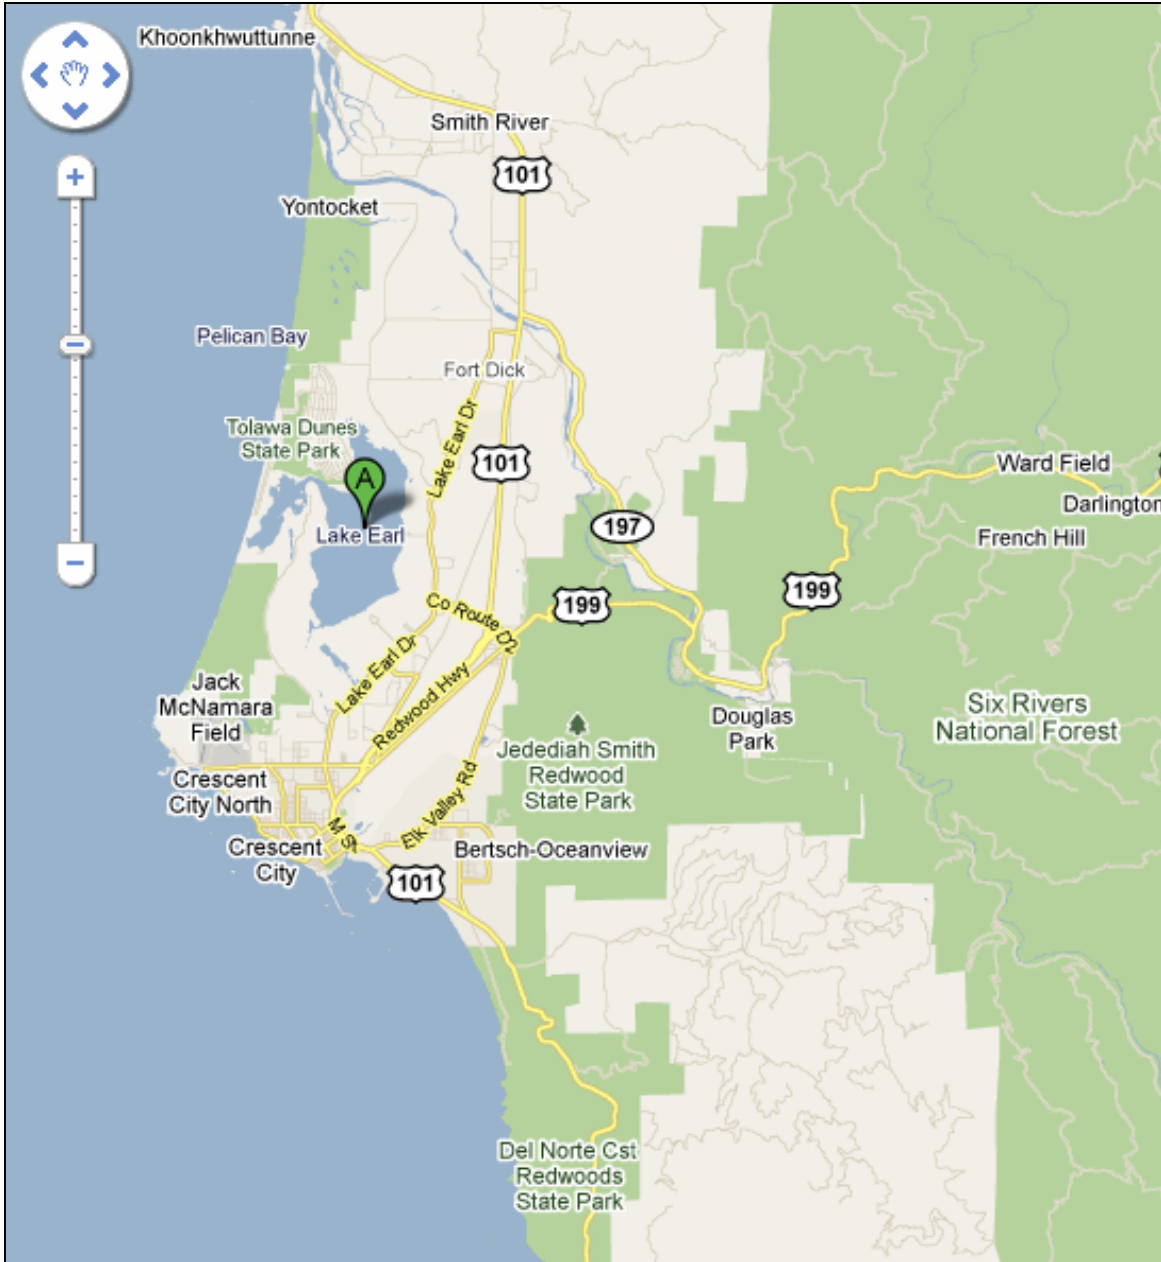 Khoonkhwuttunne
Smith River
101
Yontocket
Pelican Bay
Fort Dick
Tolawa Dunes
State Park
Lake Earl Dr
101
A
Lake Earl
197
Ward Field
Darlington
French Hill
199
199
Co Route D2
Lake Earl Dr
Redwood Hwy
Jack
McNamara
Field
Douglas
Park
Six Rivers
National Forest
Jedediah Smith
Redwood
State Park
Crescent
City North
Elk Valley Rd
M St
Crescent
City
Bertsch-Oceanview
101
Del Norte Cst
Redwoods
State Park